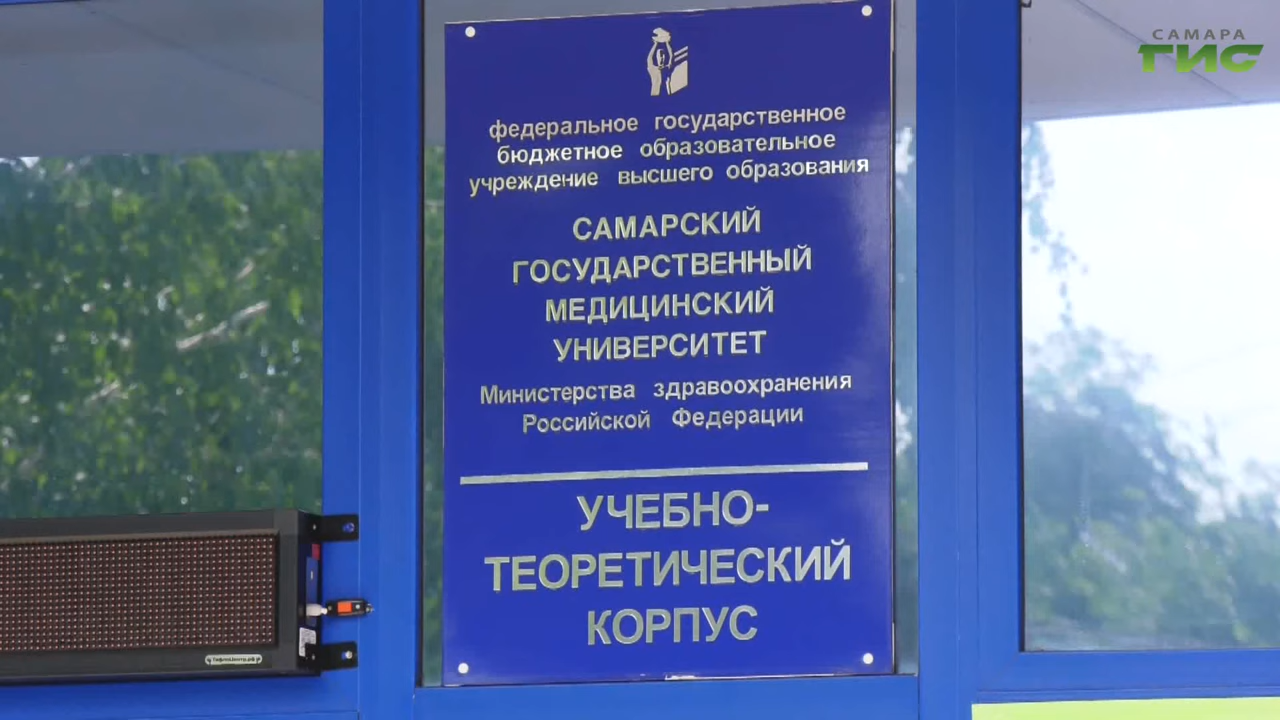 САМАРА
ГИС
федеральное государственное
бюджетное образовательное
учреждение высшего образования
САМАРСКИЙ
ГОСУДАРСТВЕННЫЙ
МЕДИЦИНСКИЙ
УНИВЕРСИТЕТ
Министерства здравоохранения
Российской Федерации
УЧЕБНО-
ТЕОРЕТИЧЕСКИЙ
КОРПУС